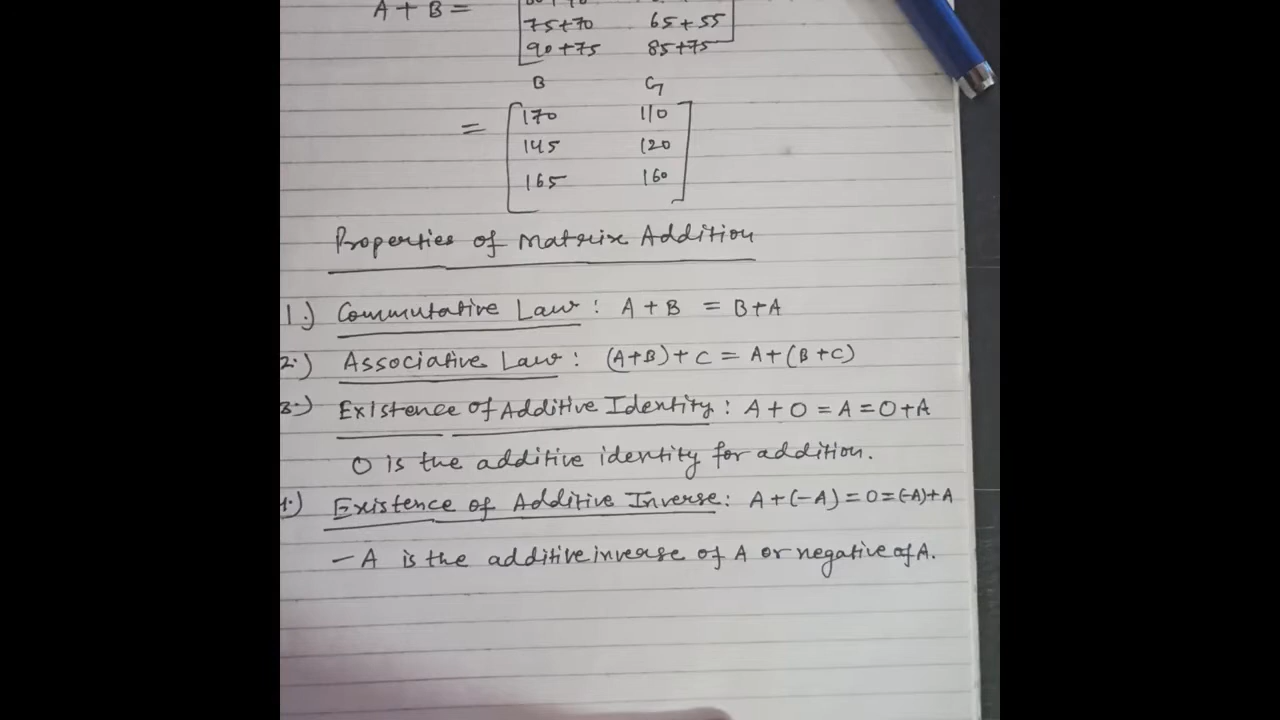 A + B =
75+70 65+55
90+75 85+75
B G
= 170 110
145 120
165 160
Properties of Matrix Addition
1.) Commutative Law : A + B = B+A
2.) Associative Law : (A+B) + C = A+(B+C)
3.) Existence of Additive Identity : A + O = A = O+A
O is the additive identity for addition.
4.) Existence of Additive Inverse : A+(-A) = O = (-A)+A
- A is the additive inverse of A or negative of A.